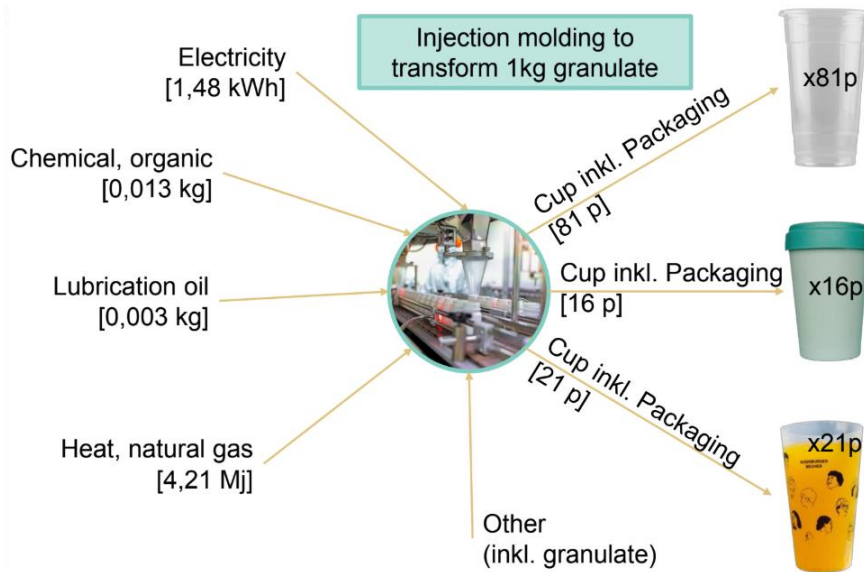 Injection molding to
transform 1kg granulate
Electricity
[1,48 kWh]
Chemical, organic
[0,013 kg]
Lubrication oil
[0,003 kg]
Heat, natural gas
[4,21 Mj]
Other
(inkl. granulate)
Cup inkl. Packaging
[81 p]
x81p
Cup inkl. Packaging
[16 p]
x16p
Cup inkl. Packaging
[21 p]
x21p